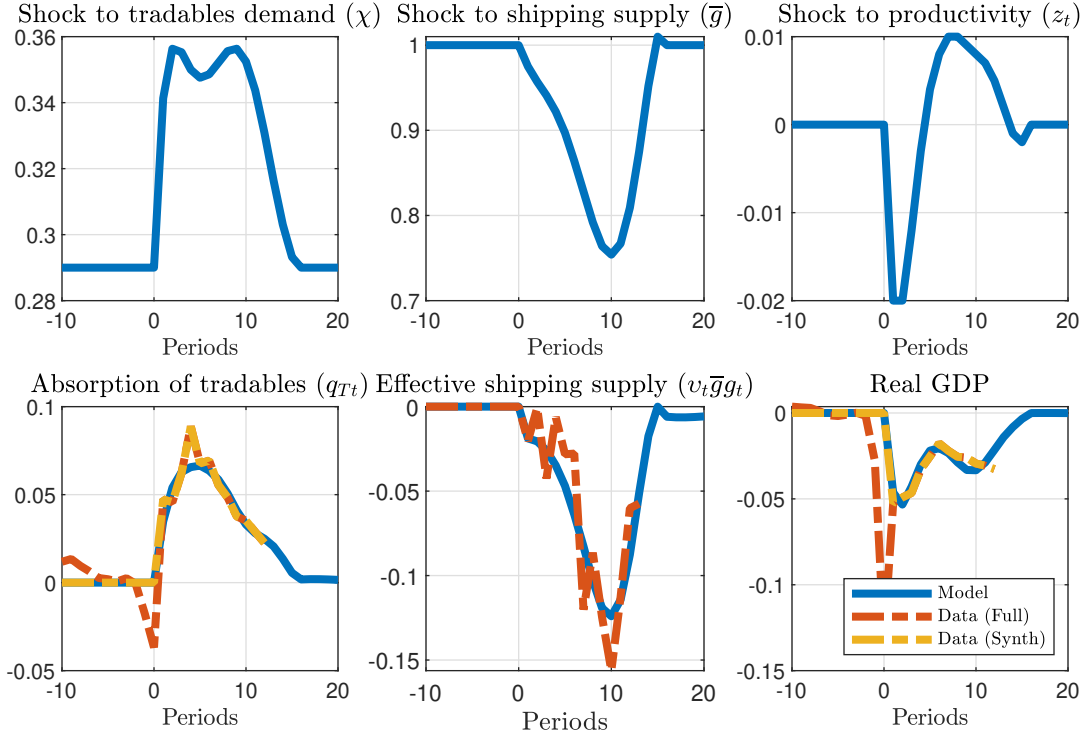 Shock to tradables demand (χ)
0.36
0.34
0.32
0.3
0.28
-10 0 10 20
Periods
Shock to shipping supply (g̅)
1
0.9
0.8
0.7
-10 0 10 20
Periods
Shock to productivity (zₜ)
0.01
0
-0.01
-0.02
-10 0 10 20
Periods
Absorption of tradables (q_Tt)
0.1
0.05
0
-0.05
-10 0 10 20
Periods
Effective shipping supply (υₜg̅gₜ)
0
-0.05
-0.1
-0.15
-10 0 10 20
Periods
Real GDP
0
-0.05
-0.1
-0.15
-10 0 10 20
Periods
Model
Data (Full)
Data (Synth)